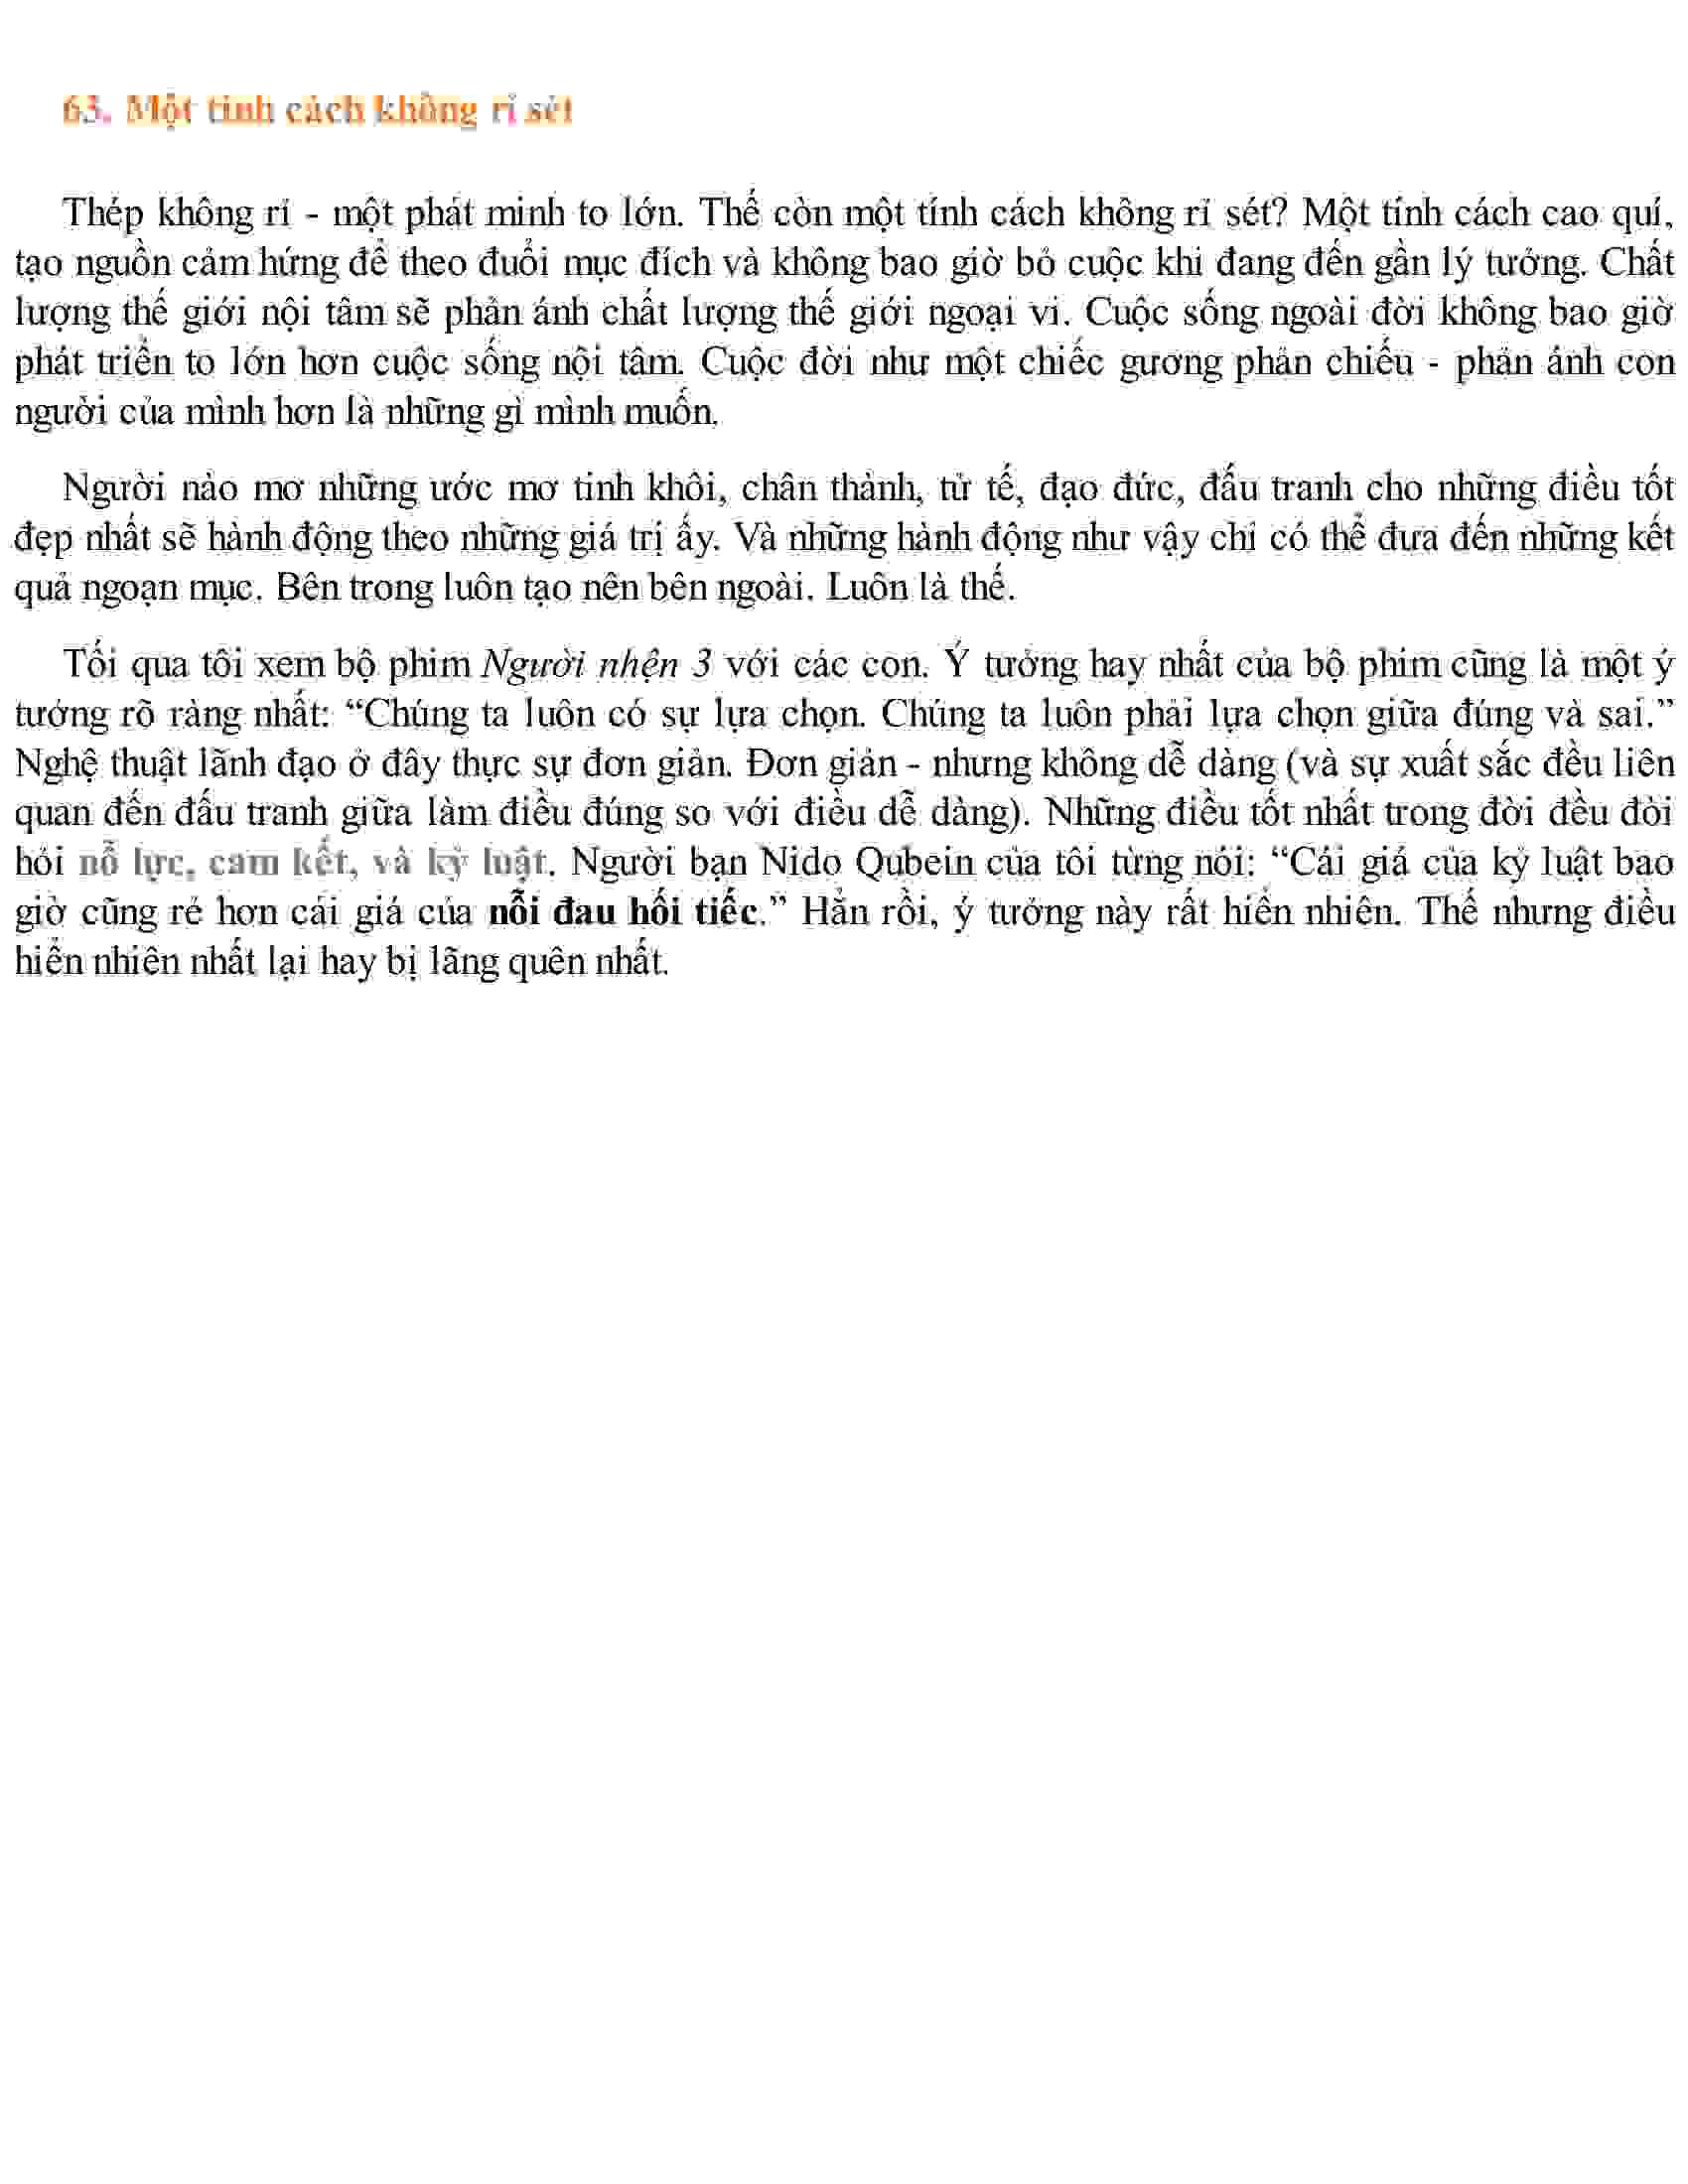 63. Một tính cách không rỉ sét
Thép không rỉ - một phát minh to lớn. Thế còn một tính cách không rỉ sét? Một tính cách cao quí,
tạo nguồn cảm hứng để theo đuổi mục đích và không bao giờ bỏ cuộc khi đang đến gần lý tưởng. Chất
lượng thế giới nội tâm sẽ phản ánh chất lượng thế giới ngoại vi. Cuộc sống ngoài đời không bao giờ
phát triển to lớn hơn cuộc sống nội tâm. Cuộc đời như một chiếc gương phản chiếu - phản ánh con
người của mình hơn là những gì mình muốn.
Người nào mơ những ước mơ tinh khôi, chân thành, tử tế, đạo đức, đấu tranh cho những điều tốt
đẹp nhất sẽ hành động theo những giá trị ấy. Và những hành động như vậy chỉ có thể đưa đến những kết
quả ngoạn mục. Bên trong luôn tạo nên bên ngoài. Luôn là thế.
Tối qua tôi xem bộ phim Người nhện 3 với các con. Ý tưởng hay nhất của bộ phim cũng là một ý
tưởng rõ ràng nhất: “Chúng ta luôn có sự lựa chọn. Chúng ta luôn phải lựa chọn giữa đúng và sai.”
Nghệ thuật lãnh đạo ở đây thực sự đơn giản. Đơn giản - nhưng không dễ dàng (và sự xuất sắc đều liên
quan đến đấu tranh giữa làm điều đúng so với điều dễ dàng). Những điều tốt nhất trong đời đều đòi
hỏi nỗ lực, cam kết, và kỷ luật. Người bạn Nido Qubein của tôi từng nói: “Cái giá của kỷ luật bao
giờ cũng rẻ hơn cái giá của nỗi đau hối tiếc.” Hẳn rồi, ý tưởng này rất hiển nhiên. Thế nhưng điều
hiển nhiên nhất lại hay bị lãng quên nhất.